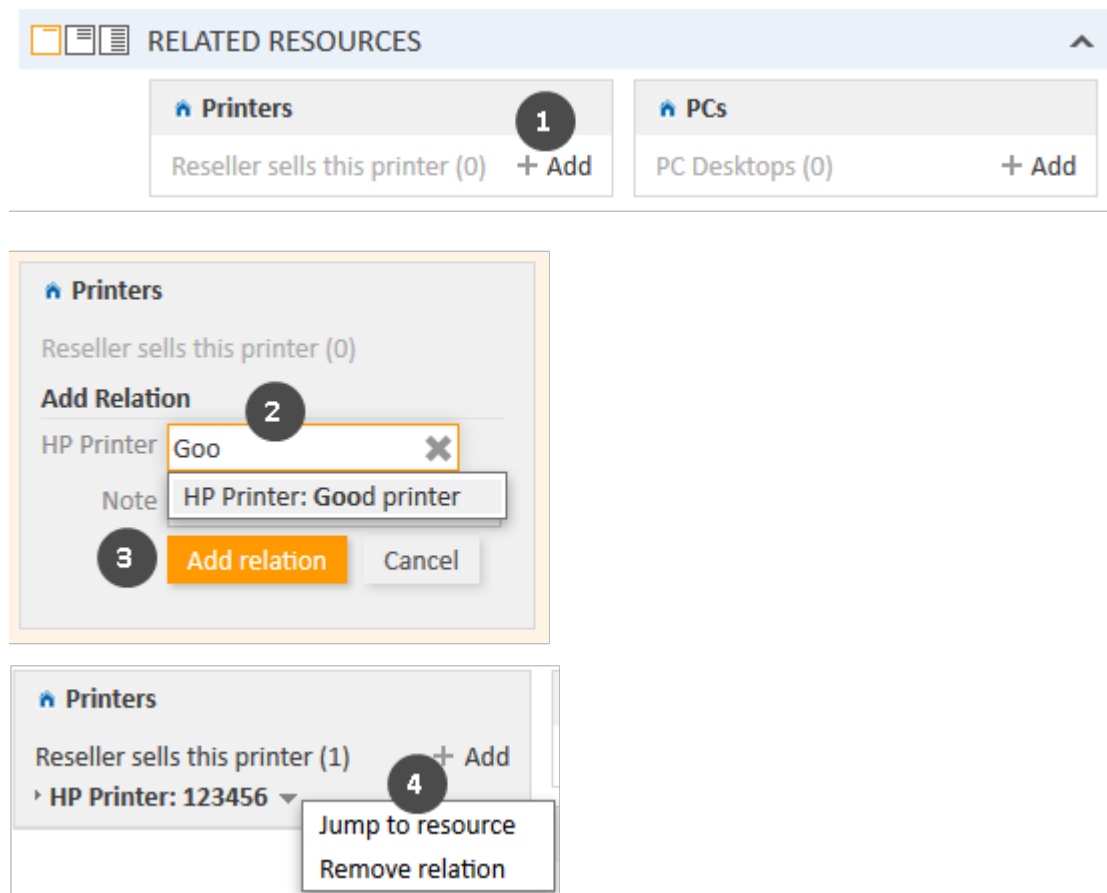 RELATED RESOURCES
Printers
1
PCs
Reseller sells this printer (0) + Add
PC Desktops (0) + Add
Printers
Reseller sells this printer (0)
Add Relation
2
HP Printer Goo
Note HP Printer: Good printer
3 Add relation Cancel
Printers
Reseller sells this printer (1) + Add
4
HP Printer: 123456
Jump to resource
Remove relation